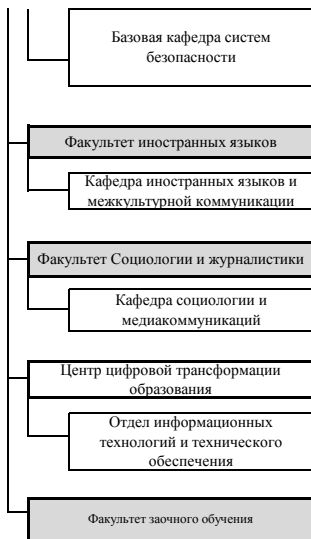 Базовая кафедра систем
безопасности
Факультет иностранных языков
Кафедра иностранных языков и
межкультурной коммуникации
Факультет Социологии и журналистики
Кафедра социологии и
медиакоммуникаций
Центр цифровой трансформации
образования
Отдел информационных
технологий и технического
обеспечения
Факультет заочного обучения